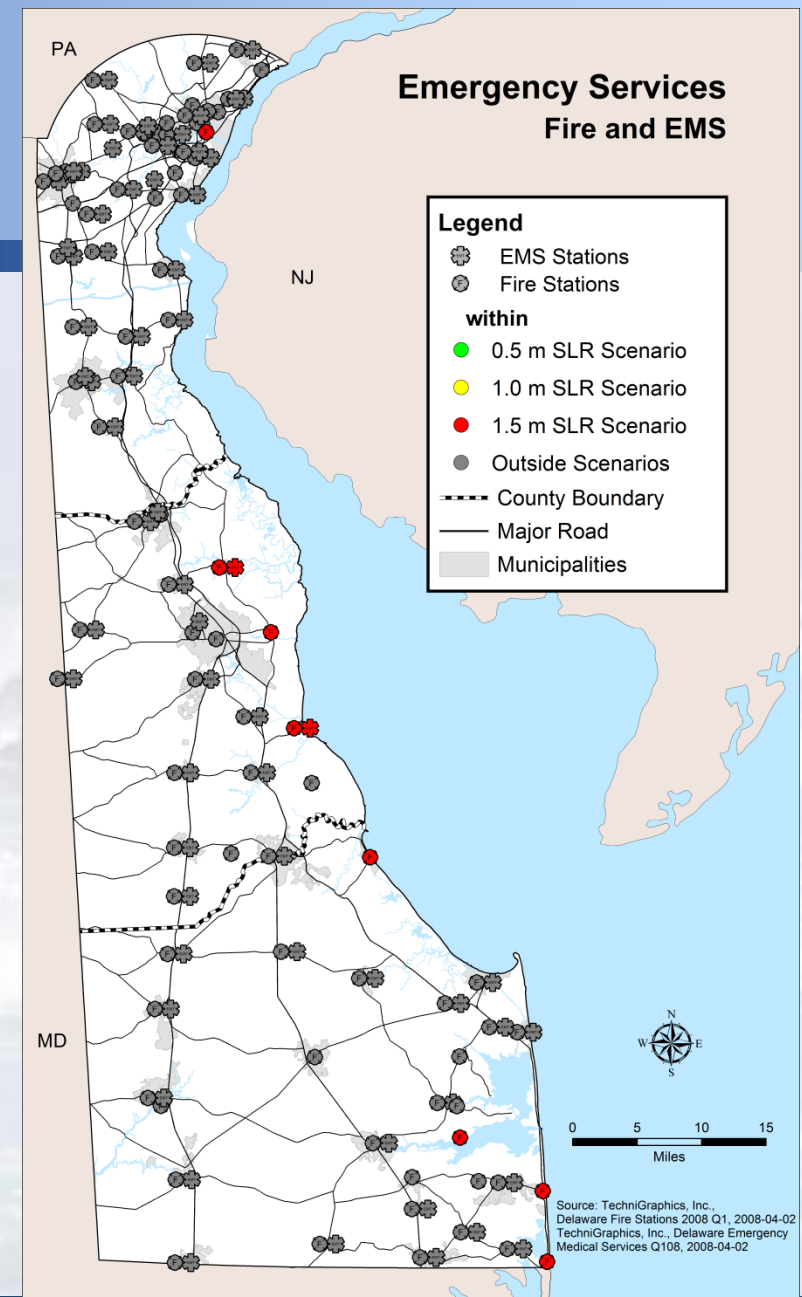 PA
Emergency Services
Fire and EMS
Legend
EMS Stations
Fire Stations
within
0.5 m SLR Scenario
1.0 m SLR Scenario
1.5 m SLR Scenario
Outside Scenarios
County Boundary
Major Road
Municipalities
NJ
MD
N
W
E
S
0 5 10 15
Miles
Source: TechniGraphics, Inc.,
Delaware Fire Stations 2008 Q1, 2008-04-02
TechniGraphics, Inc., Delaware Emergency
Medical Services Q108, 2008-04-02